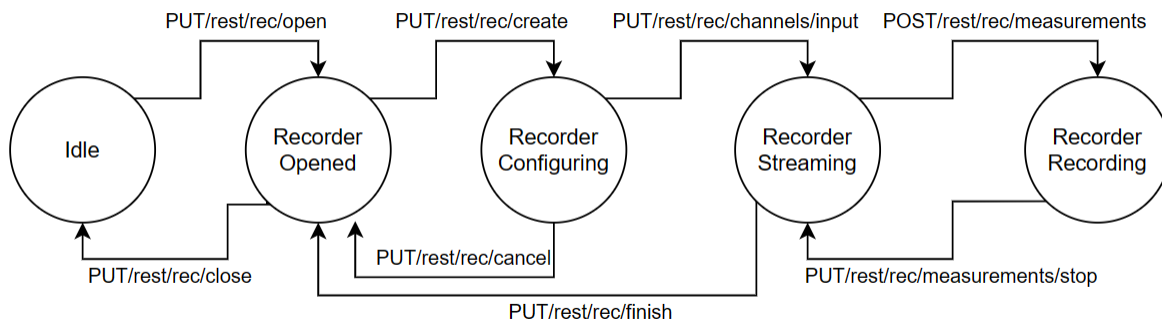 PUT/rest/rec/open
PUT/rest/rec/create
PUT/rest/rec/channels/input
POST/rest/rec/measurements
Idle
Recorder
Opened
Recorder
Configuring
Recorder
Streaming
Recorder
Recording
PUT/rest/rec/close
PUT/rest/rec/cancel
PUT/rest/rec/measurements/stop
PUT/rest/rec/finish